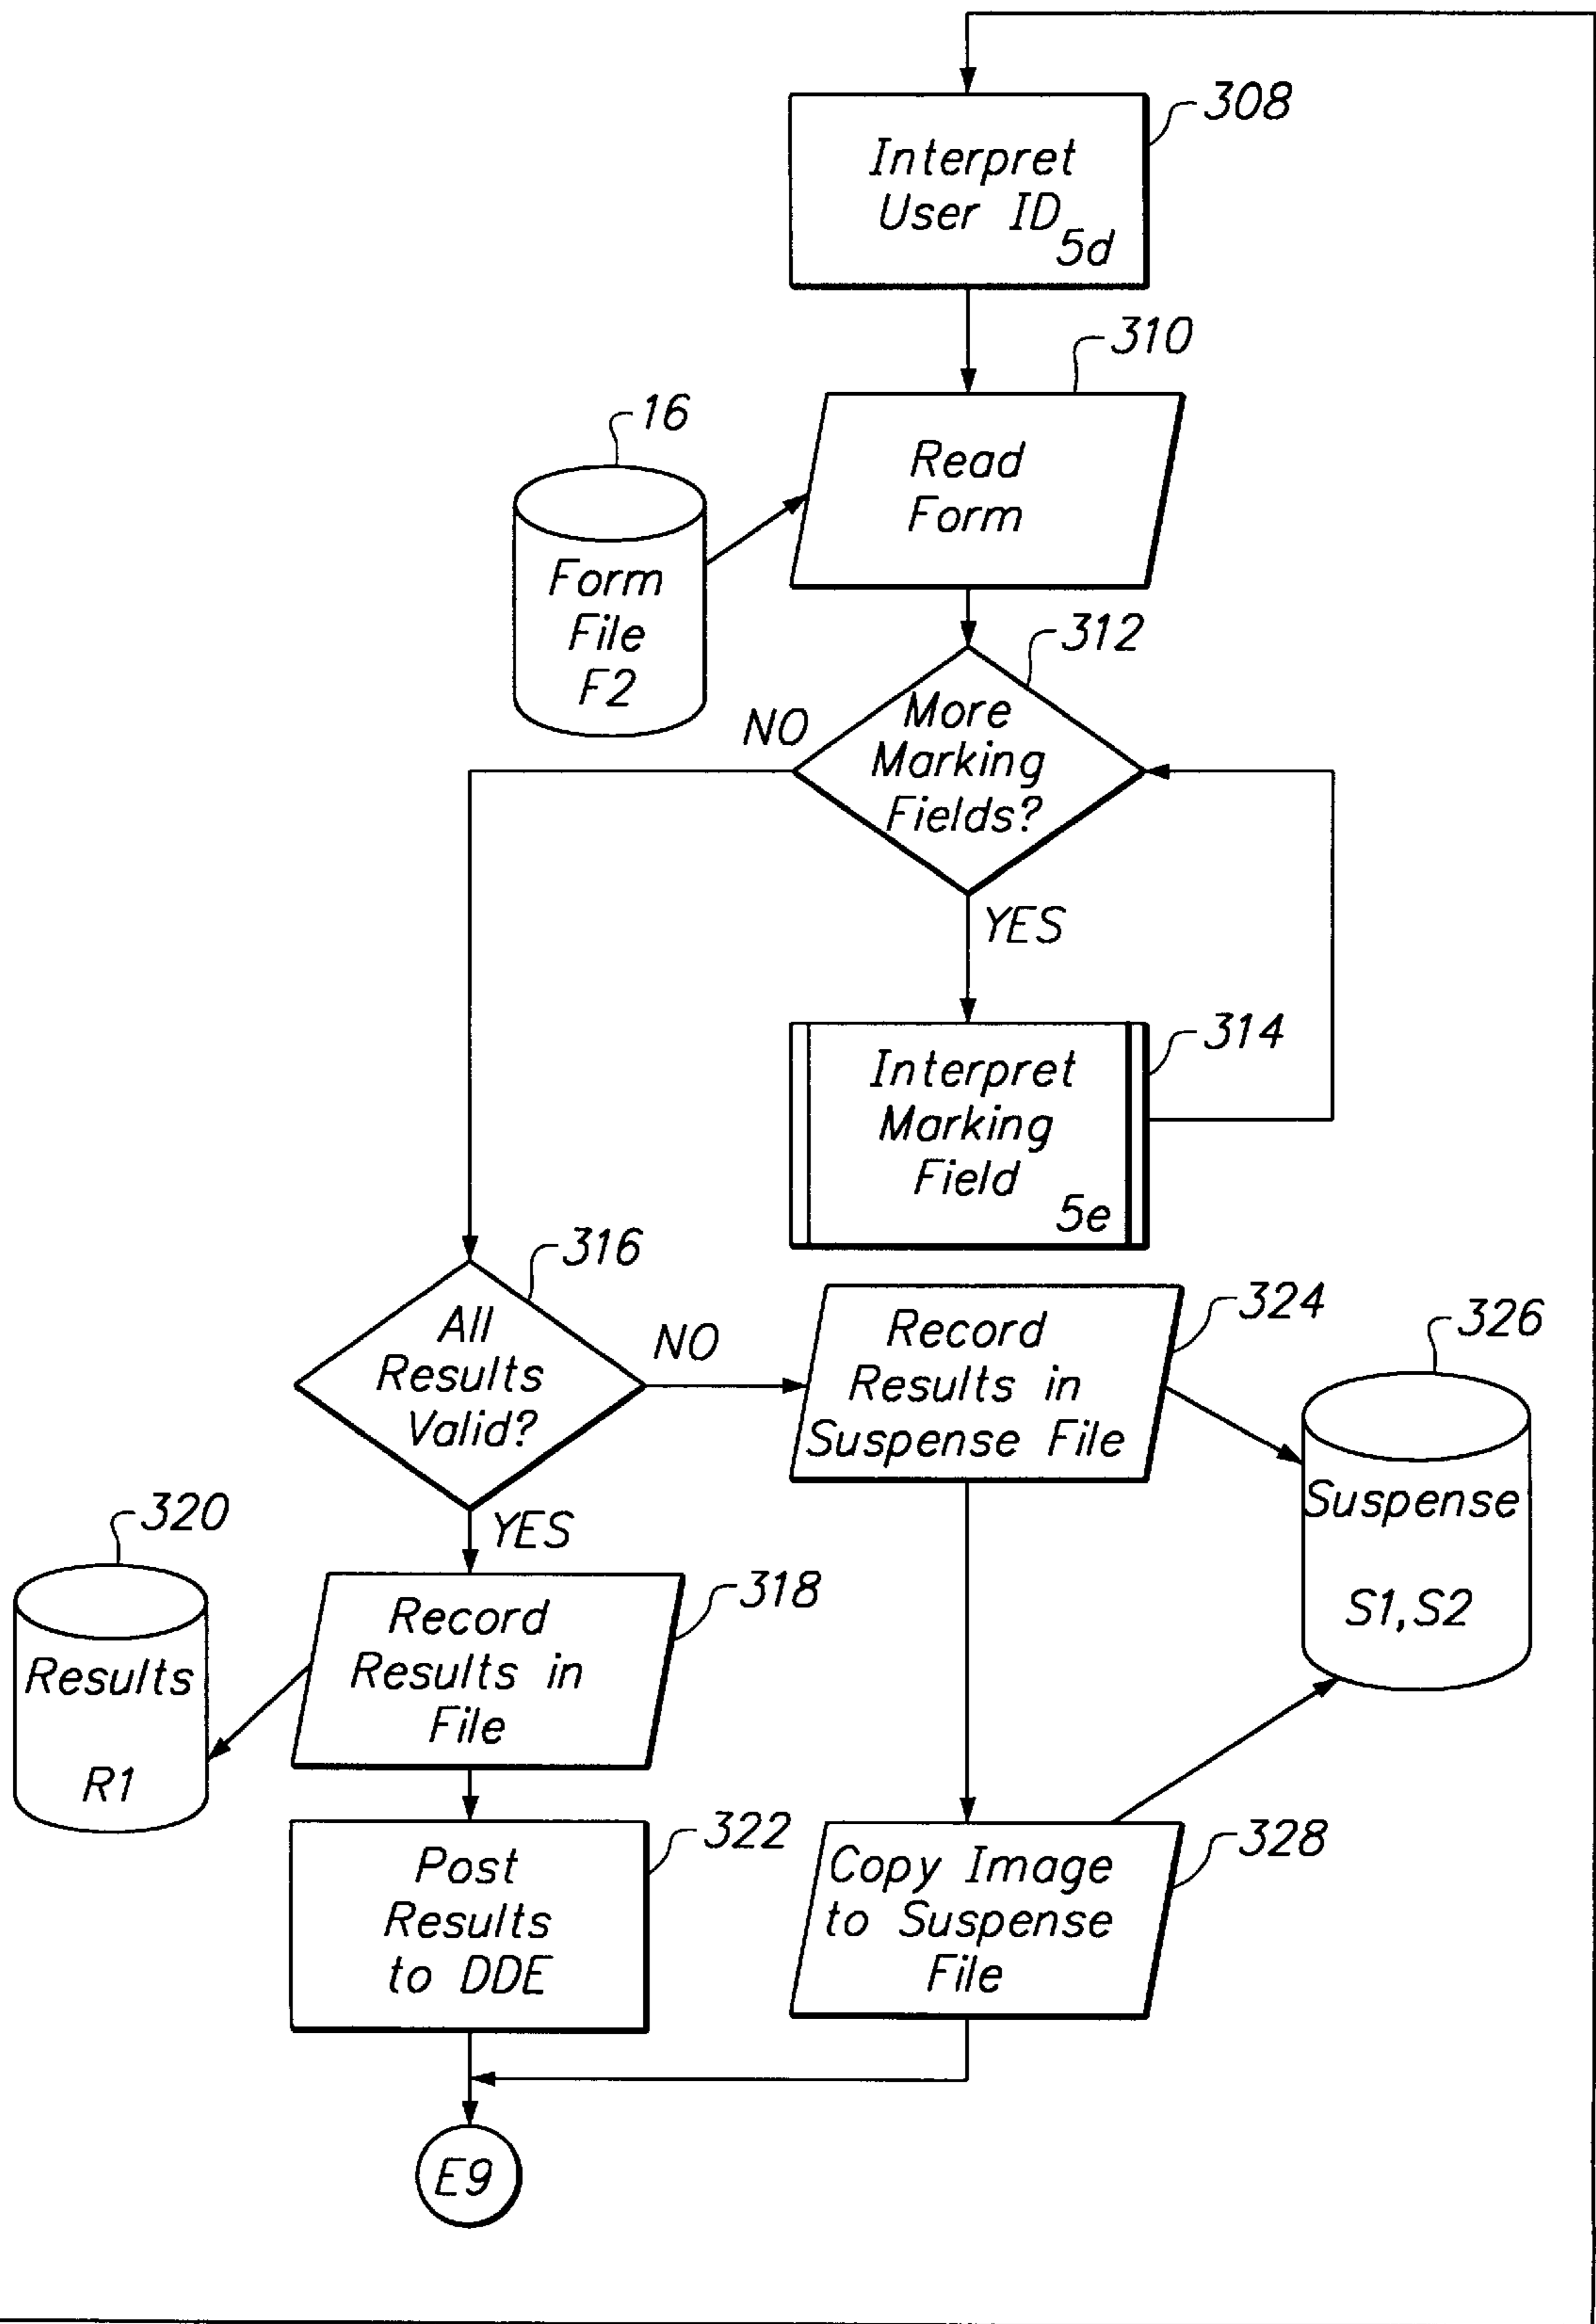 308
Interpret
User ID
5d
310
16
Read
Form
Form
File
F2
312
More
Marking
Fields?
NO
YES
314
Interpret
Marking
Field
5e
316
All
Results
Valid?
NO
324
Record
Results in
Suspense File
326
Suspense
S1,S2
YES
320
Results
R1
318
Record
Results in
File
322
Post
Results
to DDE
328
Copy Image
to Suspense
File
E9